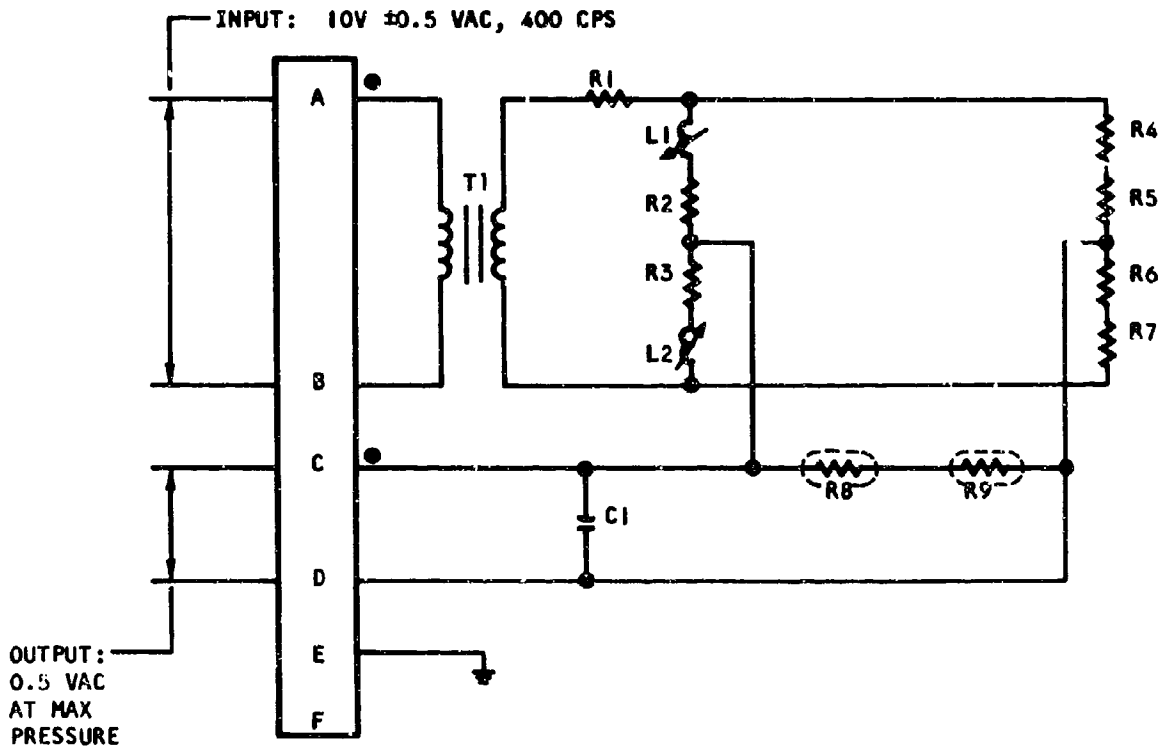 INPUT: 10V ±0.5 VAC, 400 CPS
A
R1
L1
R4
T1
R2
R5
R3
R6
L2
R7
B
C
R8
R9
C1
D
E
F
OUTPUT:
0.5 VAC
AT MAX
PRESSURE